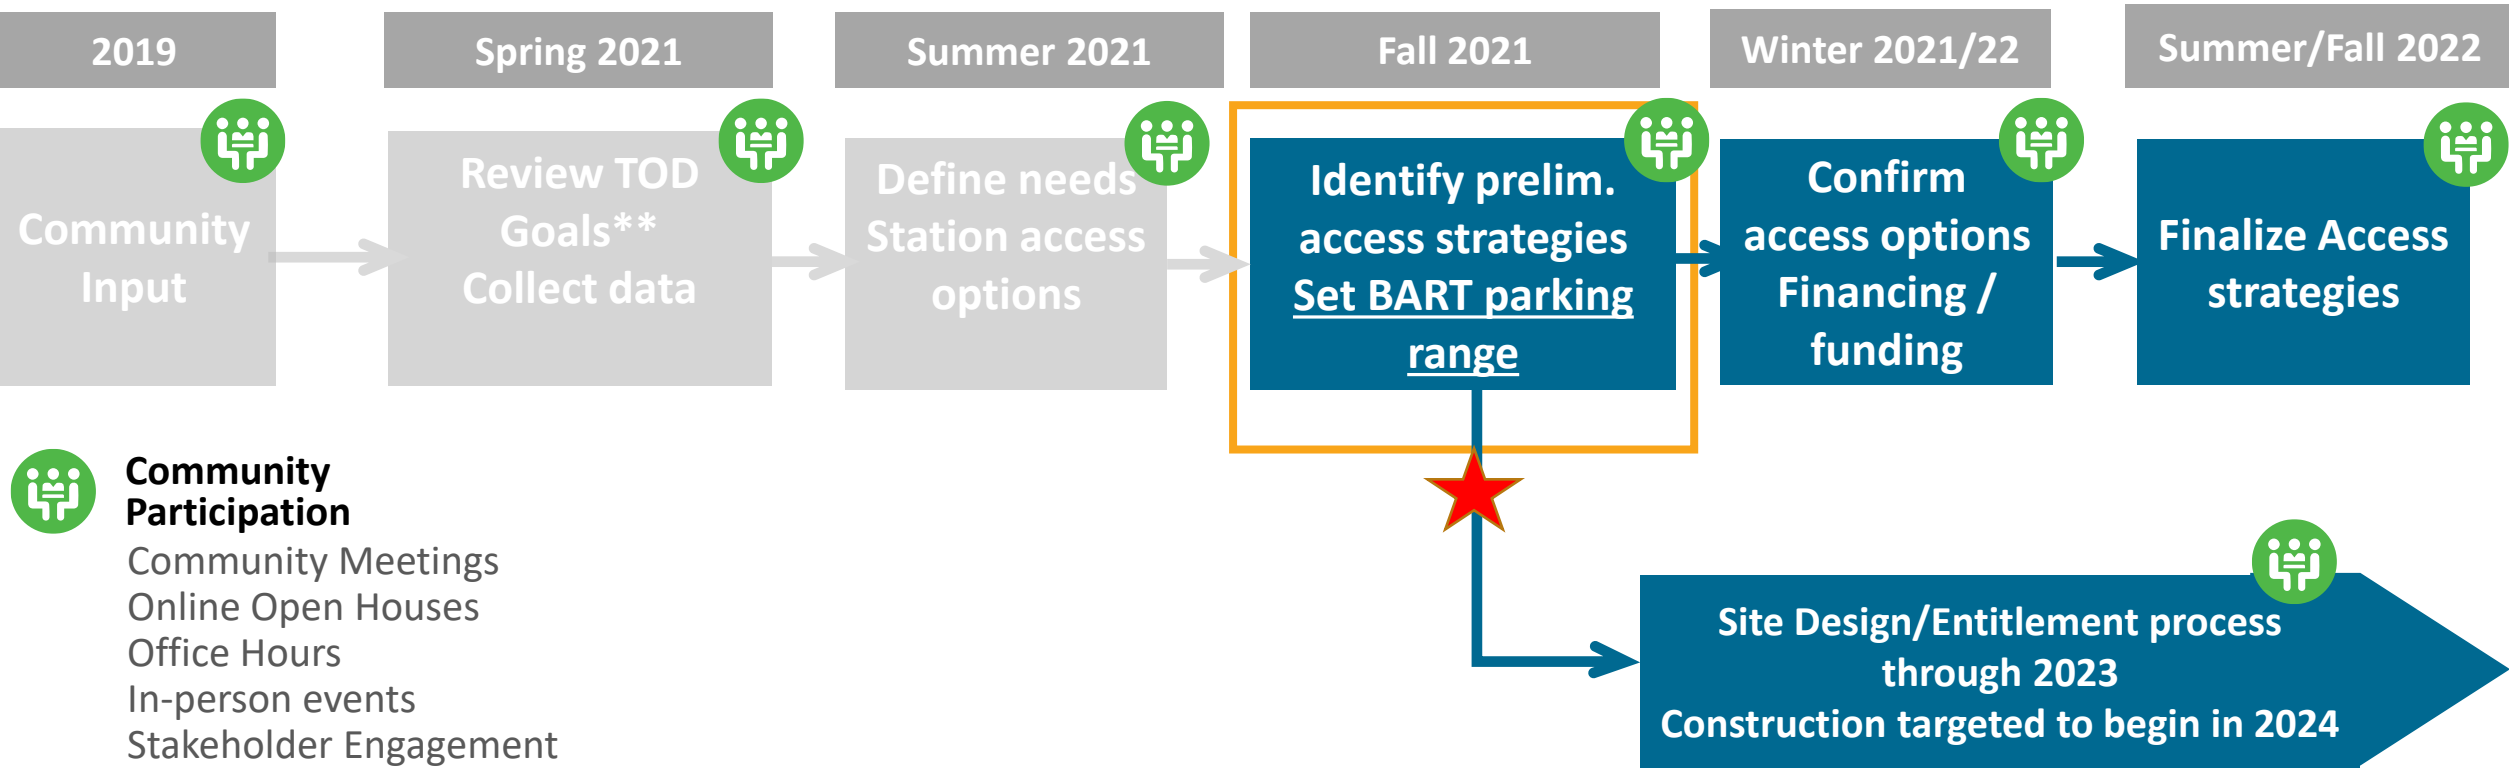 2019
Spring 2021
Summer 2021
Fall 2021
Winter 2021/22
Summer/Fall 2022
Community
Input
Review TOD
Goals**
Collect data
Define needs
Station access
options
Identify prelim.
access strategies
Set BART parking
range
Confirm
access options
Financing /
funding
Finalize Access
strategies
Community
Participation
Community Meetings
Online Open Houses
Office Hours
In-person events
Stakeholder Engagement
Site Design/Entitlement process
through 2023
Construction targeted to begin in 2024